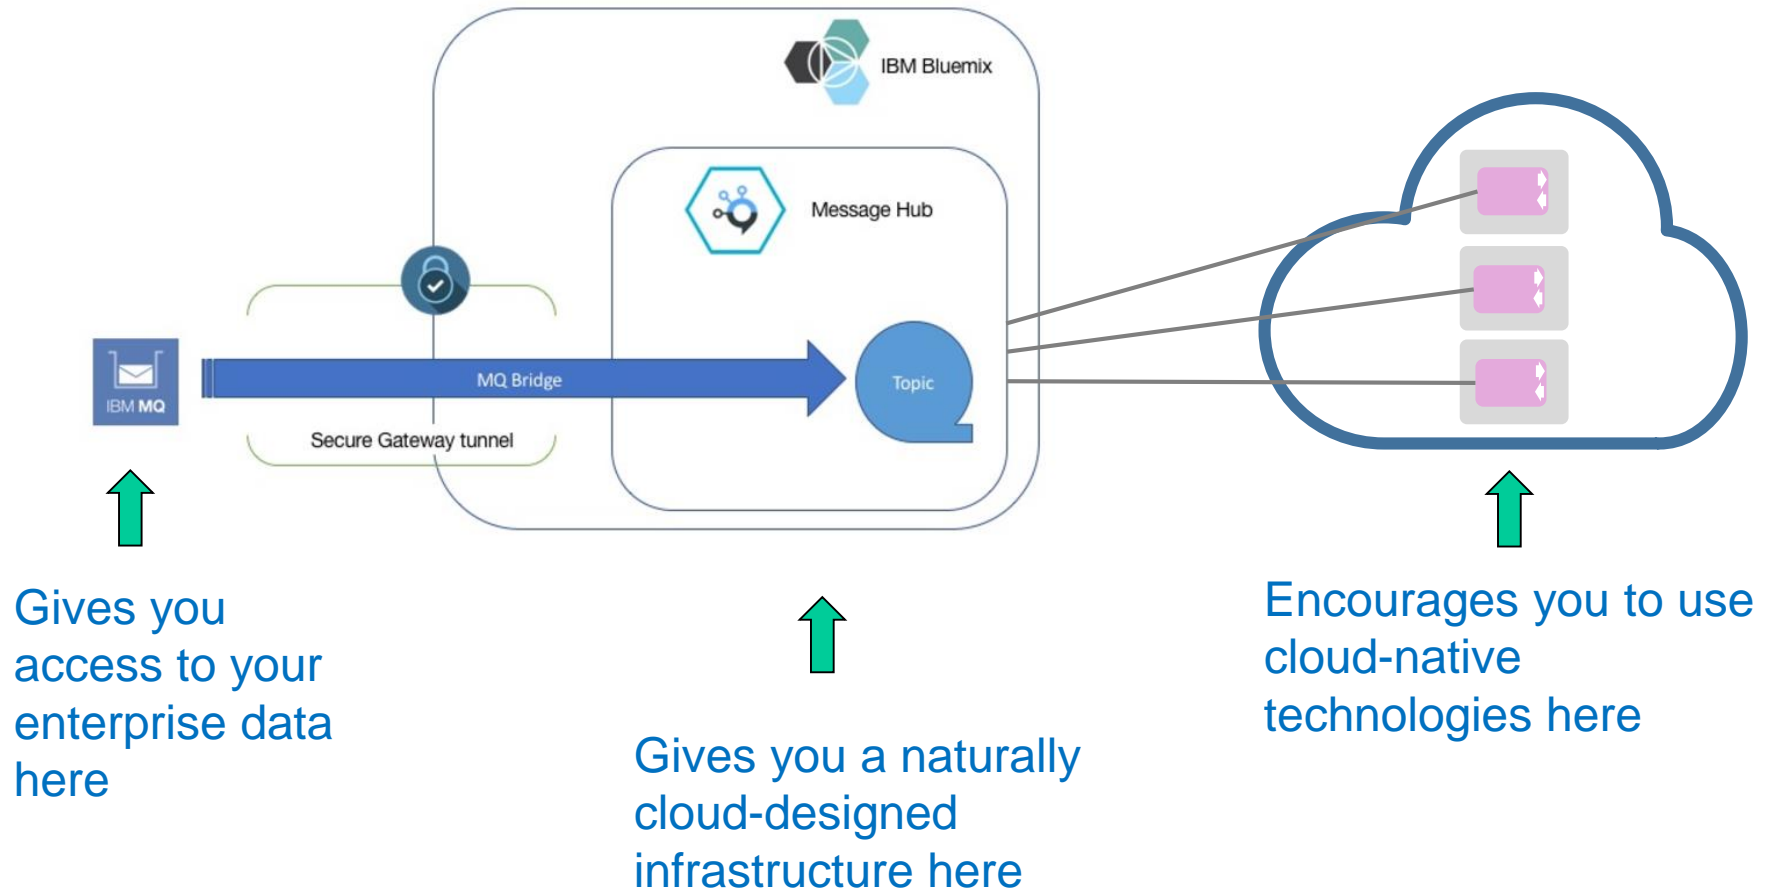 IBM Bluemix
Message Hub
MQ Bridge
Topic
IBM MQ
Secure Gateway tunnel
Gives you
access to your
enterprise data
here
Gives you a naturally
cloud-designed
infrastructure here
Encourages you to use
cloud-native
technologies here